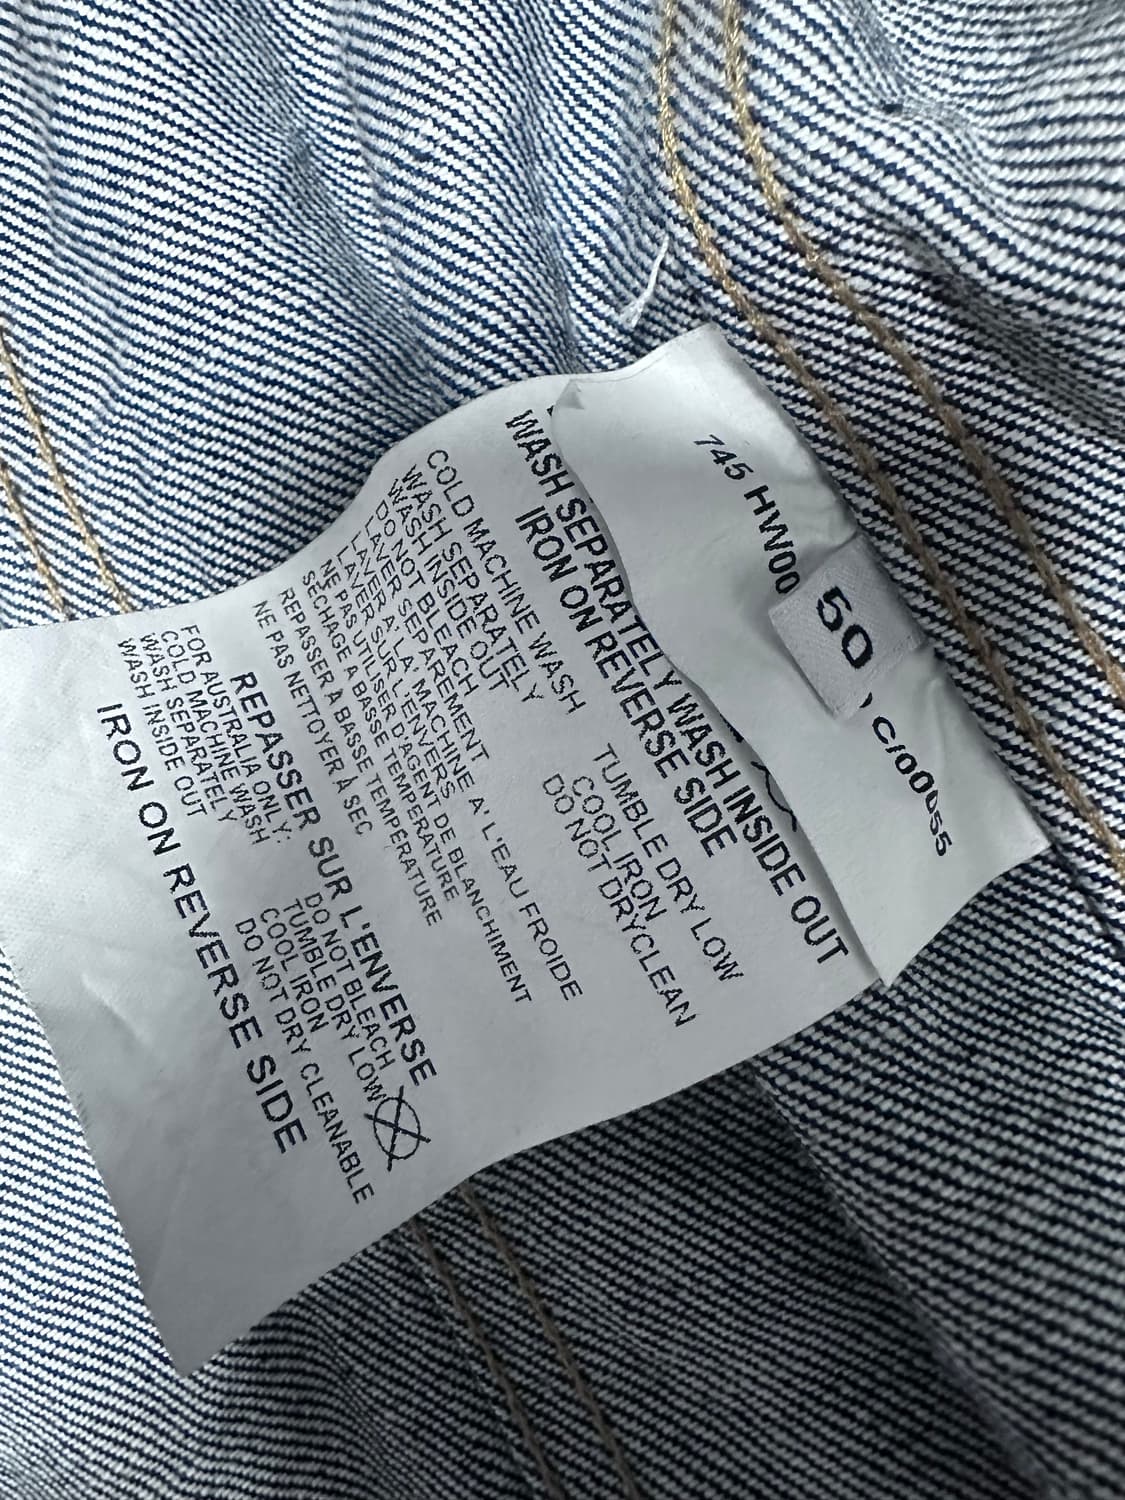 745 HW00
50
WASH SEPARATELY WASH INSIDE OUT
IRON ON REVERSE SIDE
COLD MACHINE WASH
WASH SEPARATELY
WASH INSIDE OUT
DO NOT BLEACH
TUMBLE DRY LOW
COOL IRON
DO NOT DRYCLEAN
LAVER A LA MACHINE A' L'EAU FROIDE
LAVER SEPAREMENT
LAVER SUR L'ENVERS
NE PAS UTILISER D'AGENT DE BLANCHIMENT
SECHAGE A BASSE TEMPERATURE
REPASSER A BASSE TEMPERATURE
NE PAS NETTOYER À SEC
REPASSER SUR L'ENVERSE
FOR AUSTRALIA ONLY:
COLD MACHINE WASH
WASH SEPARATELY
WASH INSIDE OUT
DO NOT BLEACH
TUMBLE DRY LOW
COOL IRON
DO NOT DRY CLEANABLE
IRON ON REVERSE SIDE